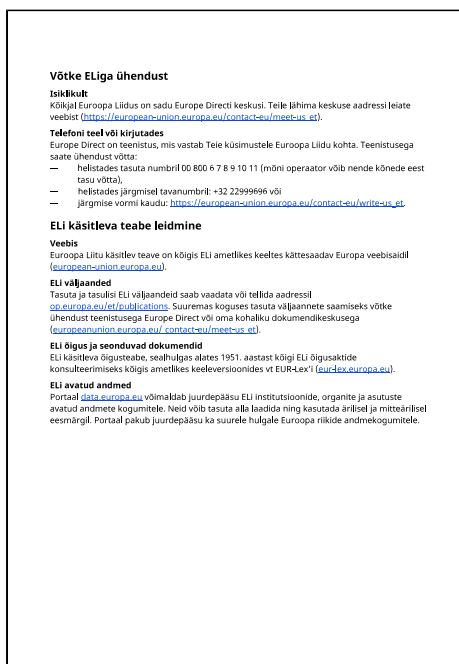 Võtke ELiga ühendust
Isiklikult
Kõikjal Euroopa Liidus on sadu Europe Directi keskusi. Teile lähima keskuse aadressi leiate
veebist (https://european-union.europa.eu/contact-eu/meet-us_et).
Telefoni teel või kirjutades
Europe Direct on teenistus, mis vastab Teie küsimustele Euroopa Liidu kohta. Teenistusega
saate ühendust võtta:
— helistades tasuta numbril 00 800 6 7 8 9 10 11 (mõni operaator võib nende kõnede eest
tasu võtta),
— helistades järgmisel tavanumbril: +32 22999696 või
— järgmise vormi kaudu: https://european-union.europa.eu/contact-eu/write-us_et.
ELi käsitleva teabe leidmine
Veebis
Euroopa Liitu käsitlev teave on kõigis ELi ametlikes keeltes kättesaadav Europa veebisaidil
(european-union.europa.eu).
ELi väljaanded
Tasuta ja tasulisi ELi väljaandeid saab vaadata või tellida aadressil
op.europa.eu/et/publications. Suuremas koguses tasuta väljaannete saamiseks võtke
ühendust teenistusega Europe Direct või oma kohaliku dokumendikeskusega
(europeanunion.europa.eu/ contact-eu/meet-us_et).
ELi õigus ja seonduvad dokumendid
ELi käsitleva õigusteabe, sealhulgas alates 1951. aastast kõigi ELi õigusaktide
konsulteerimiseks kõigis ametlikes keeleversioonides vt EUR-Lex'i (eur-lex.europa.eu).
ELi avatud andmed
Portaal data.europa.eu võimaldab juurdepääsu ELi institutsioonide, organite ja asutuste
avatud andmete kogumitele. Neid võib tasuta alla laadida ning kasutada ärilisel ja mitteärilisel
eesmärgil. Portaal pakub juurdepääsu ka suurele hulgale Euroopa riikide andmekogumitele.